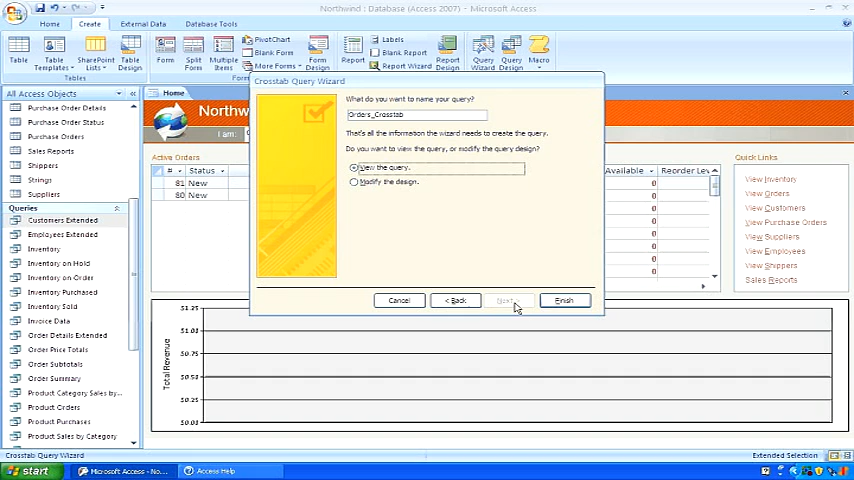 Northwind : Database (Access 2007) - Microsoft Access
Home Create External Data Database Tools
Table
Table Templates
SharePoint Lists
Table Design
Tables
Form
Split Form
Multiple Items
PivotChart
Blank Form
More Forms
Form Design
Report
Labels
Blank Report
Report Wizard
Report Design
Query Wizard
Query Design
Macro
All Access Objects
Purchase Order Details
Purchase Order Status
Purchase Orders
Sales Reports
Shippers
Strings
Suppliers
Queries
Customers Extended
Employees Extended
Inventory
Inventory on Hold
Inventory on Order
Inventory Purchased
Inventory Sold
Invoice Data
Order Details Extended
Order Price Totals
Order Subtotals
Order Summary
Product Category Sales by...
Product Orders
Product Purchases
Product Sales by Category
Home
I am:
Active Orders
# Status
81 New
80 New
Crosstab Query Wizard
What do you want to name your query?
Orders_Crosstab
That's all the information the wizard needs to create the query.
Do you want to view the query, or modify the query design?
View the query.
Modify the design.
Cancel < Back Next > Finish
Available Reorder Lev
0
0
0
0
0
0
0
Quick Links
View Inventory
View Orders
View Customers
View Purchase Orders
View Suppliers
View Employees
View Shippers
Sales Reports
Total Revenue
$1.25
$1.01
$0.75
$0.25
$0.01
Crosstab Query Wizard
Extended Selection
start
Microsoft Access - No...
Access Help